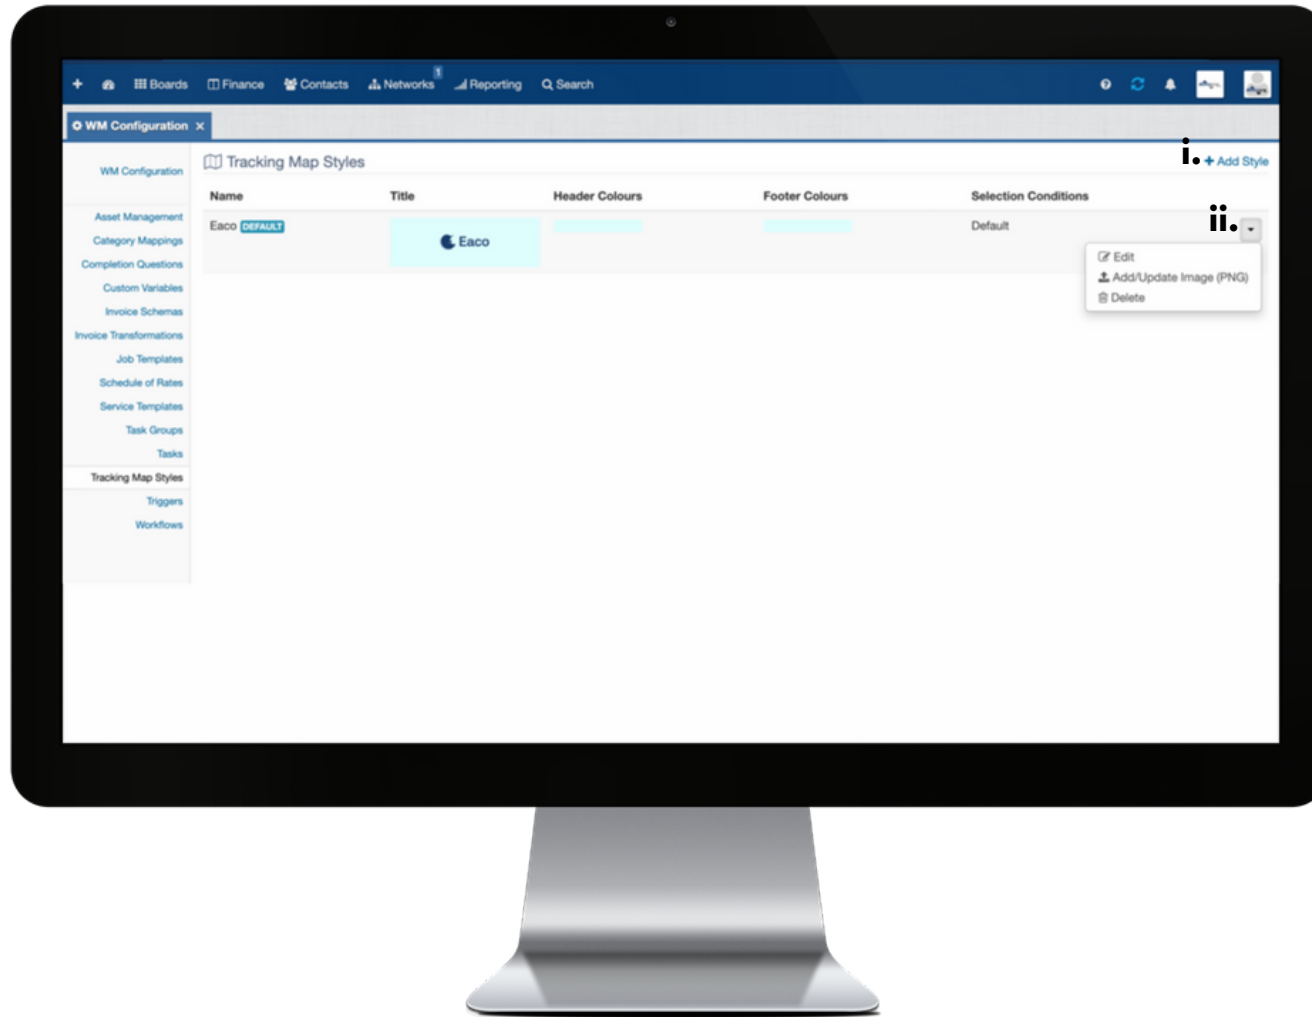 Boards Finance Contacts Networks 1 Reporting Search
WM Configuration ×
WM Configuration
Asset Management
Category Mappings
Completion Questions
Custom Variables
Invoice Schemas
Invoice Transformations
Job Templates
Schedule of Rates
Service Templates
Task Groups
Tasks
Tracking Map Styles
Triggers
Workflows
Tracking Map Styles
i. + Add Style
Name Title Header Colours Footer Colours Selection Conditions
Eaco DEFAULT Eaco Default ii.
Edit
Add/Update Image (PNG)
Delete